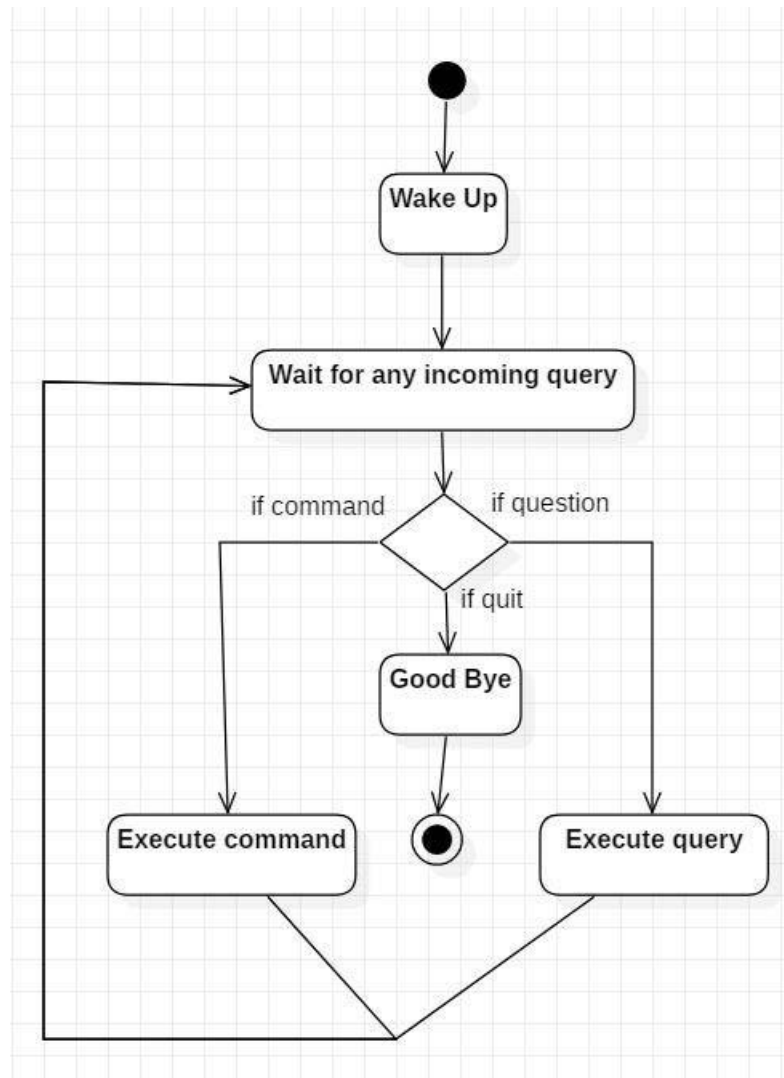 Wake Up
Wait for any incoming query
if command
if question
if quit
Good Bye
Execute command
Execute query